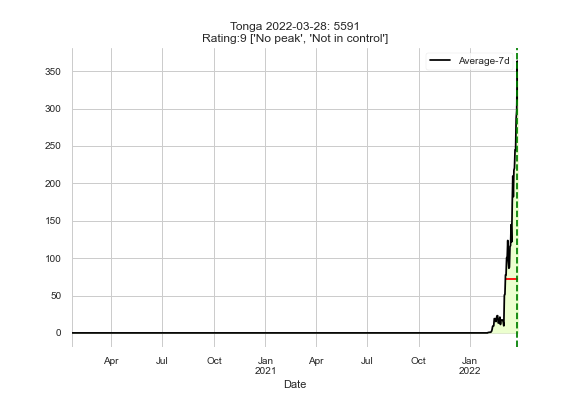 Tonga 2022-03-28: 5591
Rating:9 ['No peak', 'Not in control']
Average-7d
350
300
250
200
150
100
50
0
Apr Jul Oct Jan Apr Jul Oct Jan
2021 2022
Date